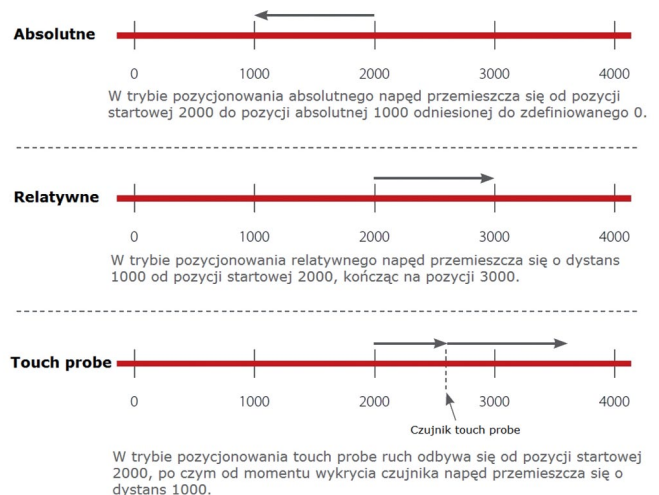 Absolutne
0 1000 2000 3000 4000
W trybie pozycjonowania absolutnego napęd przemieszcza się od pozycji
startowej 2000 do pozycji absolutnej 1000 odniesionej do zdefiniowanego 0.
Relatywne
0 1000 2000 3000 4000
W trybie pozycjonowania relatywnego napęd przemieszcza się o dystans
1000 od pozycji startowej 2000, kończąc na pozycji 3000.
Touch probe
0 1000 2000 3000 4000
Czujnik touch probe
W trybie pozycjonowania touch probe ruch odbywa się od pozycji startowej
2000, po czym od momentu wykrycia czujnika napęd przemieszcza się o
dystans 1000.